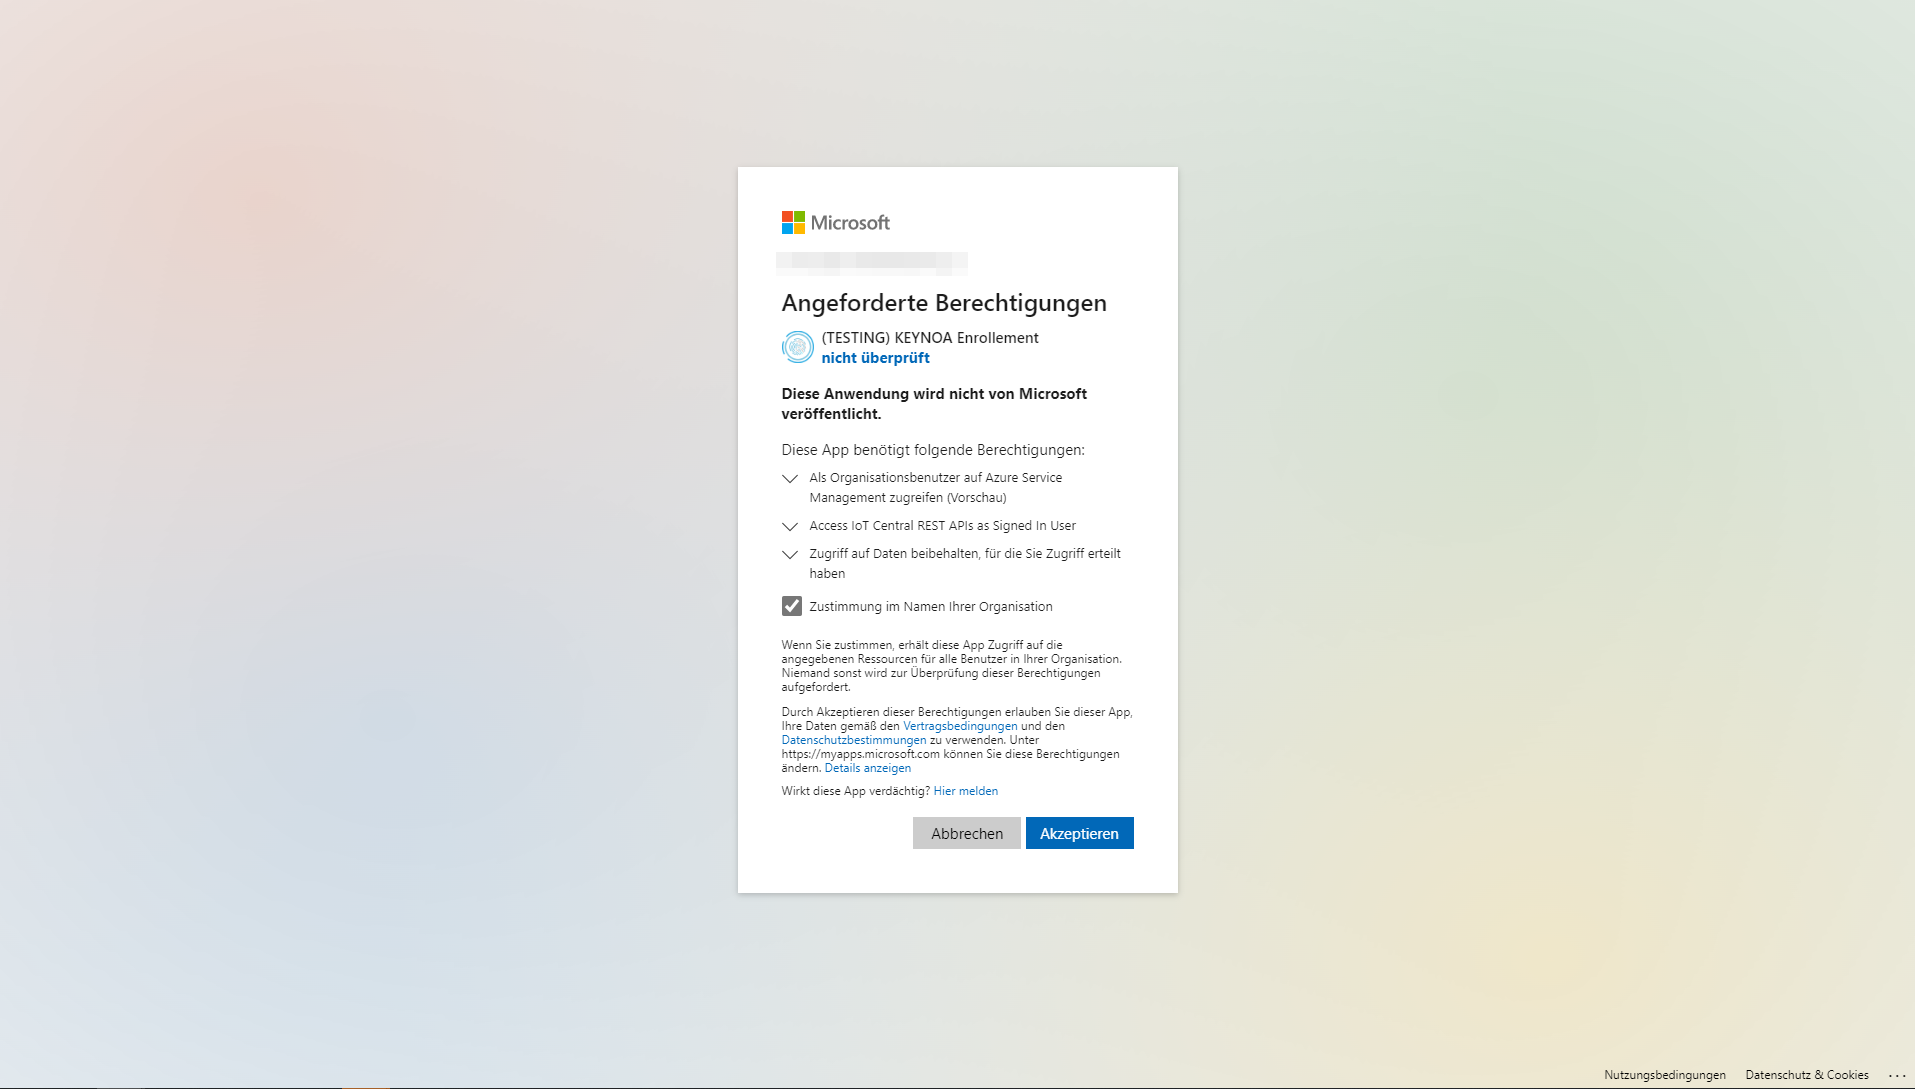 Microsoft
Angeforderte Berechtigungen
(TESTING) KEYNOA Enrollement
nicht überprüft
Diese Anwendung wird nicht von Microsoft
veröffentlicht.
Diese App benötigt folgende Berechtigungen:
Als Organisationsbenutzer auf Azure Service
Management zugreifen (Vorschau)
Access IoT Central REST APIs as Signed In User
Zugriff auf Daten beibehalten, für die Sie Zugriff erteilt
haben
Zustimmung im Namen Ihrer Organisation
Wenn Sie zustimmen, erhält diese App Zugriff auf die
angegebenen Ressourcen für alle Benutzer in Ihrer Organisation.
Niemand sonst wird zur Überprüfung dieser Berechtigungen
aufgefordert.
Durch Akzeptieren dieser Berechtigungen erlauben Sie dieser App,
Ihre Daten gemäß den Vertragsbedingungen und den
Datenschutzbestimmungen zu verwenden. Unter
https://myapps.microsoft.com können Sie diese Berechtigungen
ändern. Details anzeigen
Wirkt diese App verdächtig? Hier melden
Abbrechen Akzeptieren
Nutzungsbedingungen Datenschutz & Cookies ...